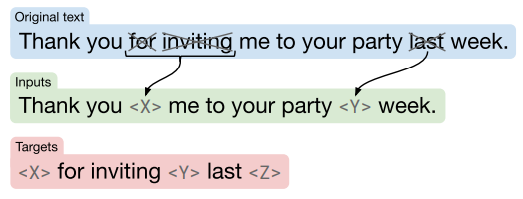 Original text
Thank you for inviting me to your party last week.
Inputs
Thank you <X> me to your party <Y> week.
Targets
<X> for inviting <Y> last <Z>